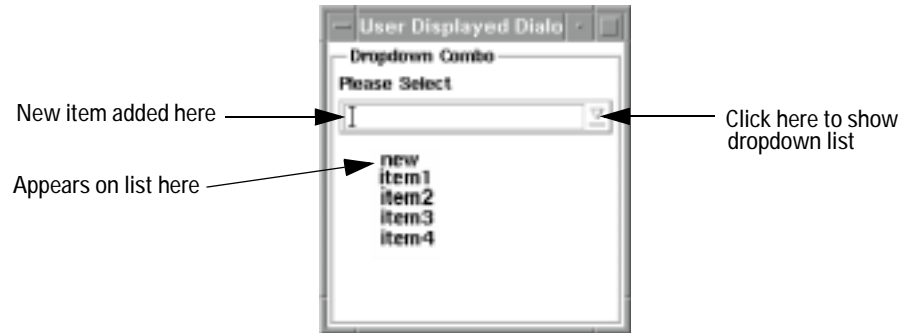 User Displayed Dialo
Dropdown Combo
Please Select
New item added here
Click here to show
dropdown list
Appears on list here
new
item1
item2
item3
item4